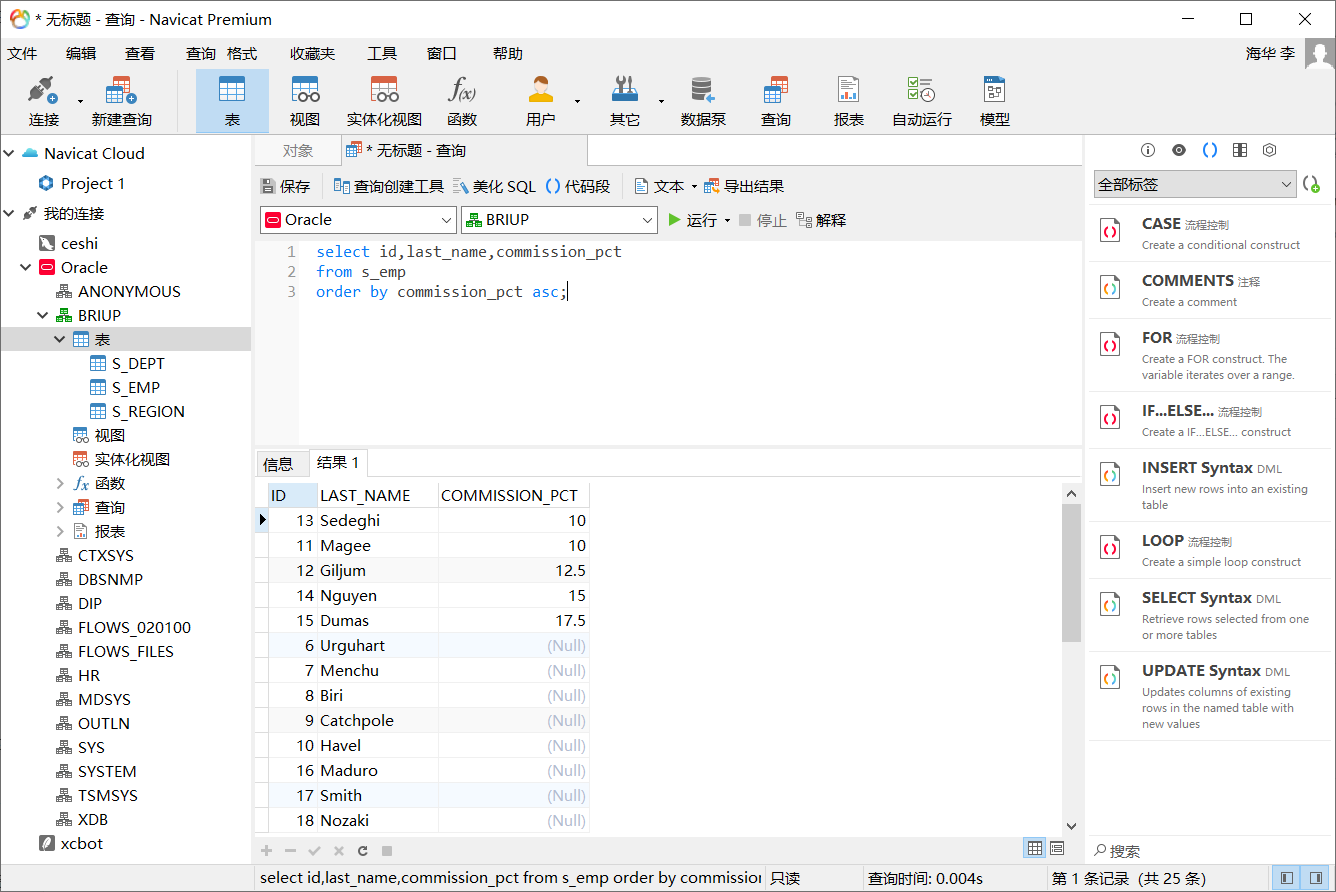 * 无标题 - 查询 - Navicat Premium
文件 编辑 查看 查询 格式 收藏夹 工具 窗口 帮助 海华 李
连接 新建查询 表 视图 实体化视图 函数 用户 其它 数据泵 查询 报表 自动运行 模型
Navicat Cloud
Project 1
我的连接
ceshi
Oracle
ANONYMOUS
BRIUP
表
S_DEPT
S_EMP
S_REGION
视图
实体化视图
函数
查询
报表
CTXSYS
DBSNMP
DIP
FLOWS_020100
FLOWS_FILES
HR
MDSYS
OUTLN
SYS
SYSTEM
TSMSYS
XDB
xcbot
对象 * 无标题 - 查询
保存 查询创建工具 美化 SQL () 代码段 文本 导出结果
Oracle BRIUP 运行 停止 解释
1 select id,last_name,commission_pct
2 from s_emp
3 order by commission_pct asc;
信息 结果 1
ID LAST_NAME COMMISSION_PCT
13 Sedeghi 10
11 Magee 10
12 Giljum 12.5
14 Nguyen 15
15 Dumas 17.5
6 Urguhart (Null)
7 Menchu (Null)
8 Biri (Null)
9 Catchpole (Null)
10 Havel (Null)
16 Maduro (Null)
17 Smith (Null)
18 Nozaki (Null)
全部标签
CASE 流程控制
Create a conditional construct
COMMENTS 注释
Create a comment
FOR 流程控制
Create a FOR construct. The
variable iterates over a range.
IF...ELSE... 流程控制
Create a IF...ELSE... construct
INSERT Syntax DML
Insert new rows into an existing
table
LOOP 流程控制
Create a simple loop construct
SELECT Syntax DML
Retrieve rows selected from one
or more tables
UPDATE Syntax DML
Updates columns of existing
rows in the named table with
new values
搜索
select id,last_name,commission_pct from s_emp order by commission 只读 查询时间: 0.004s 第 1 条记录 (共 25 条)